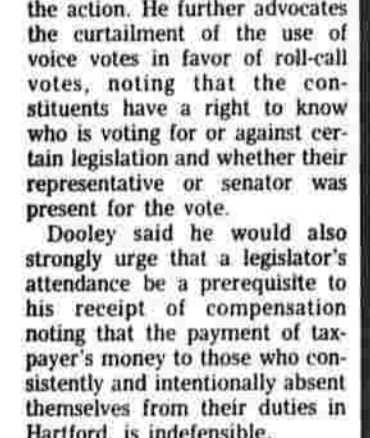 the action. He further advocates
the curtailment of the use of
voice votes in favor of roll-call
votes, noting that the con-
stituents have a right to know
who is voting for or against cer-
tain legislation and whether their
representative or senator was
present for the vote.
Dooley said he would also
strongly urge that a legislator's
attendance be a prerequisite to
his receipt of compensation
noting that the payment of tax-
payer's money to those who con-
sistently and intentionally absent
themselves from their duties in
Hartford is indefensible.